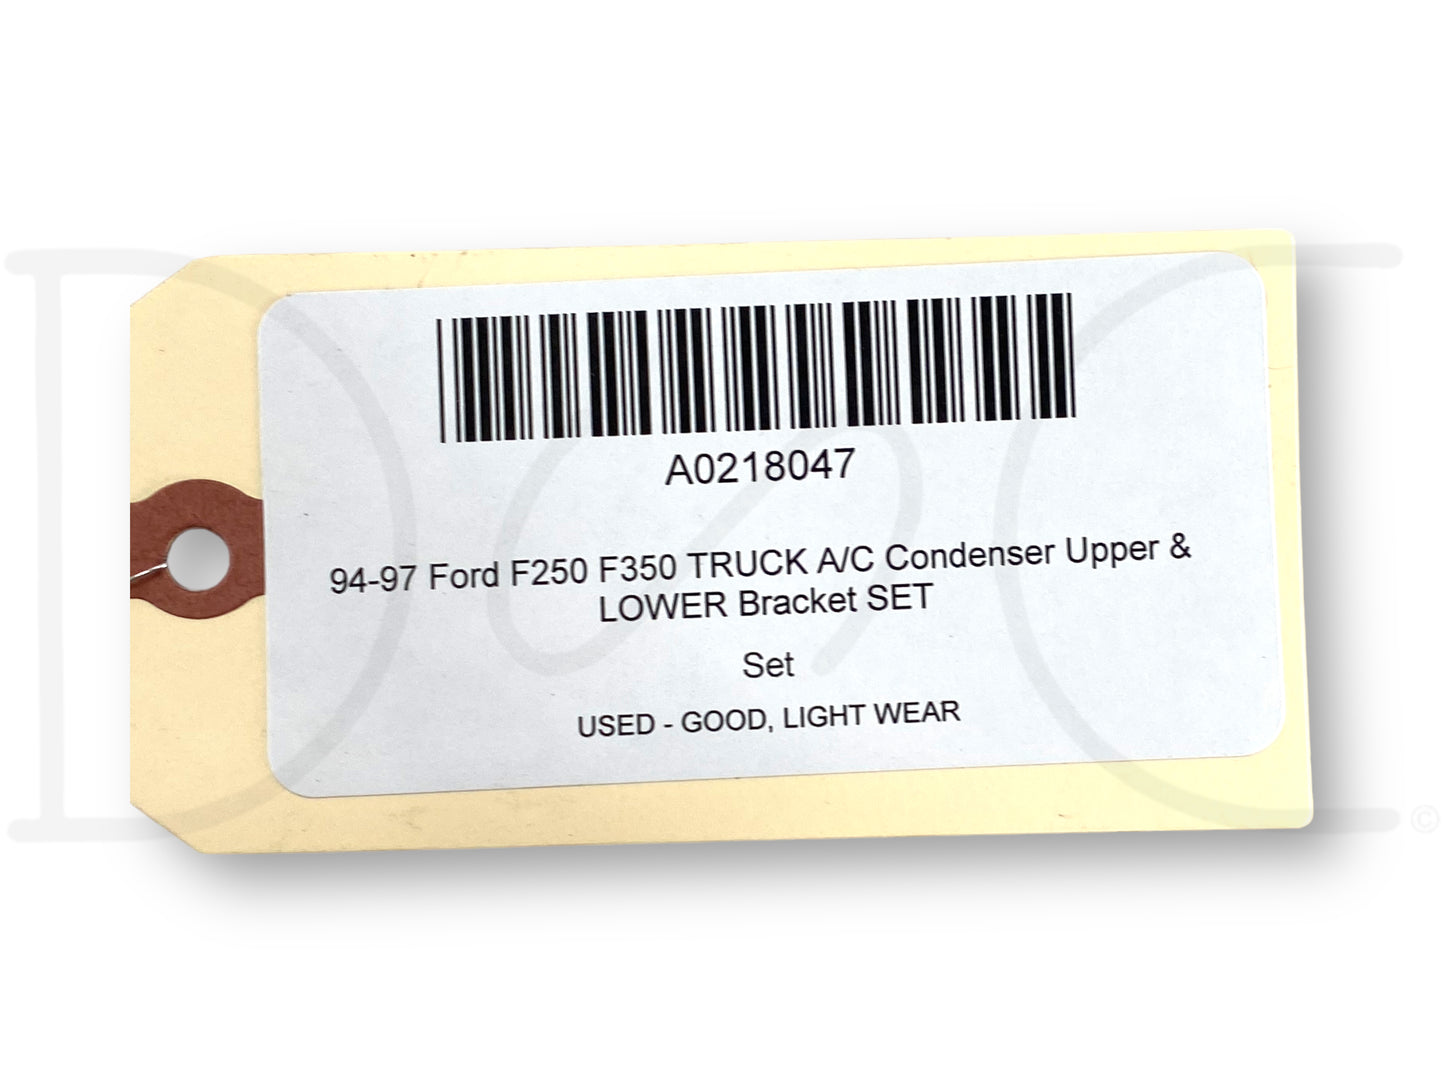 A0218047
94-97 Ford F250 F350 TRUCK A/C Condenser Upper &
LOWER Bracket SET
Set
USED - GOOD, LIGHT WEAR
©